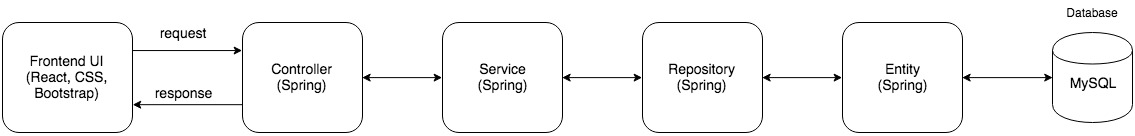 Database
request
Frontend UI
(React, CSS,
Bootstrap)
Controller
(Spring)
Service
(Spring)
Repository
(Spring)
Entity
(Spring)
MySQL
response